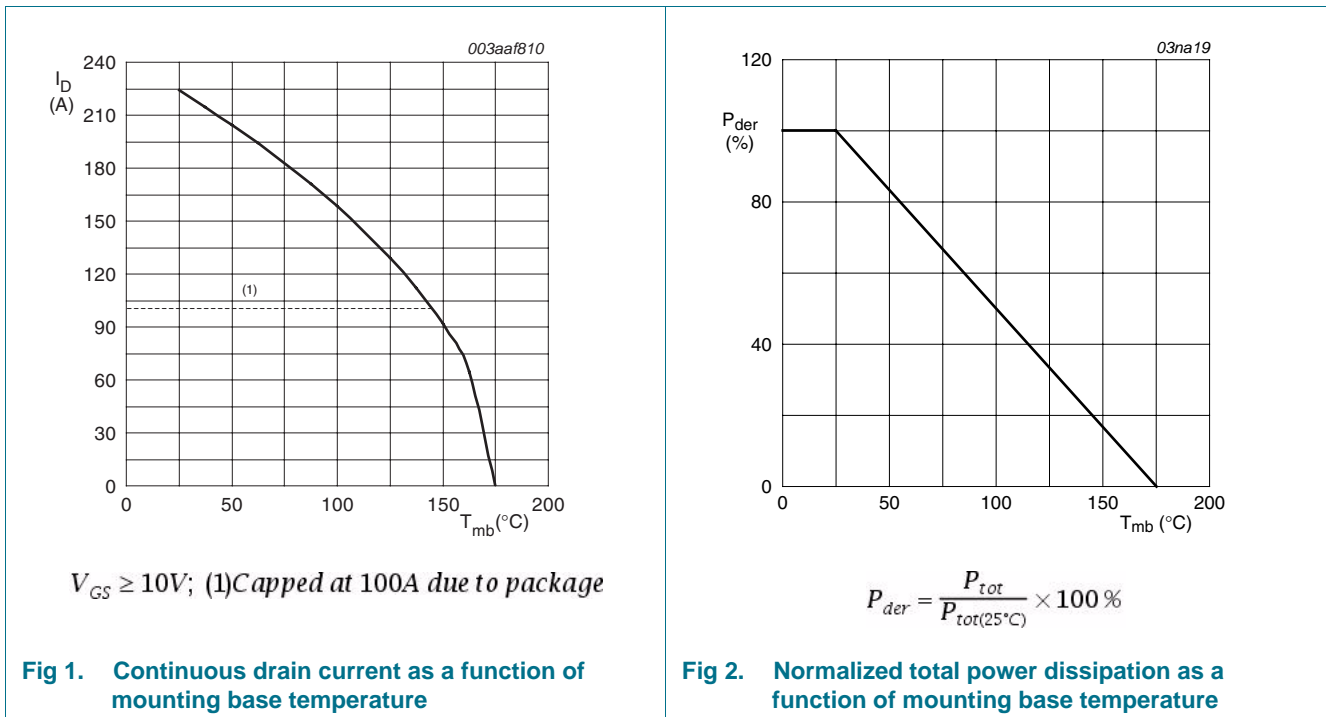 003aaf810
240
I_D
(A)
210
180
150
120
(1)
90
60
30
0
0
50
100
150
200
T_mb(°C)
V_GS ≥ 10V; (1)Capped at 100A due to package
Fig 1. Continuous drain current as a function of
mounting base temperature
03na19
120
P_der
(%)
80
40
0
0
50
100
150
200
T_mb (°C)
P_der = P_tot / P_tot(25°C) × 100 %
Fig 2. Normalized total power dissipation as a
function of mounting base temperature